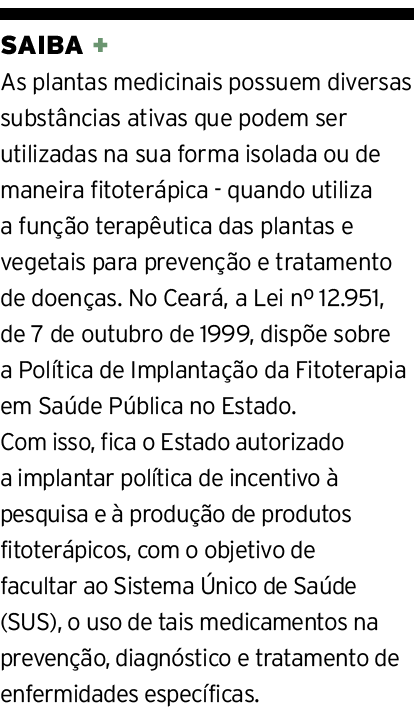 SAIBA +
As plantas medicinais possuem diversas
substâncias ativas que podem ser
utilizadas na sua forma isolada ou de
maneira fitoterápica - quando utiliza
a função terapêutica das plantas e
vegetais para prevenção e tratamento
de doenças. No Ceará, a Lei nº 12.951,
de 7 de outubro de 1999, dispõe sobre
a Política de Implantação da Fitoterapia
em Saúde Pública no Estado.
Com isso, fica o Estado autorizado
a implantar política de incentivo à
pesquisa e à produção de produtos
fitoterápicos, com o objetivo de
facultar ao Sistema Único de Saúde
(SUS), o uso de tais medicamentos na
prevenção, diagnóstico e tratamento de
enfermidades específicas.